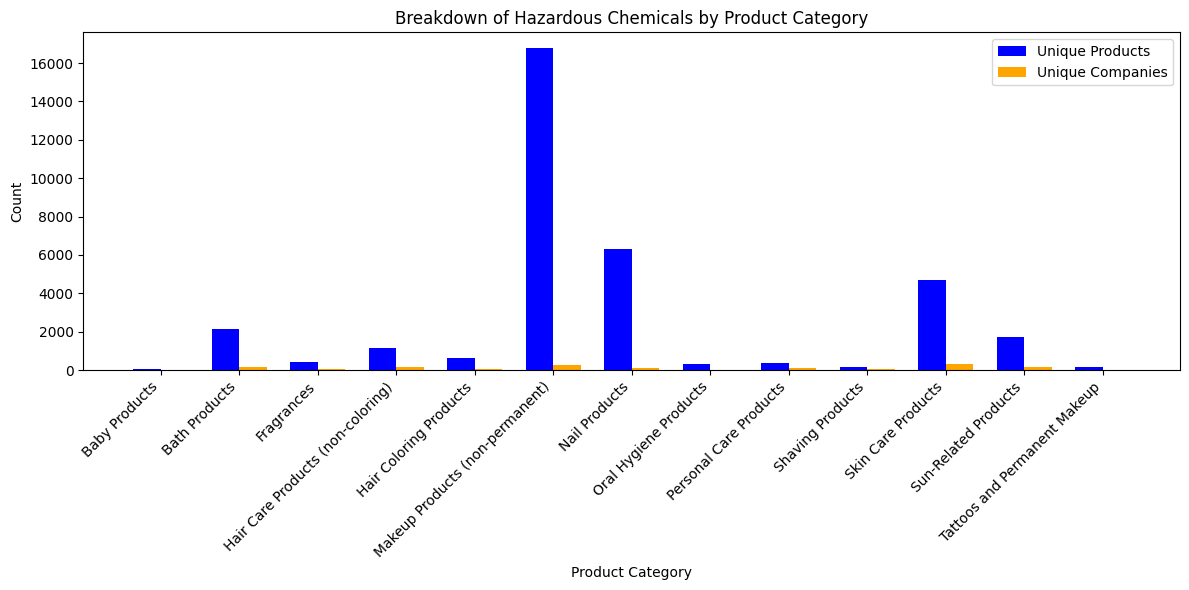 Breakdown of Hazardous Chemicals by Product Category
Unique Products
Unique Companies
Count
16000
14000
12000
10000
8000
6000
4000
2000
0
Baby Products
Bath Products
Fragrances
Hair Care Products (non-coloring)
Hair Coloring Products
Makeup Products (non-permanent)
Nail Products
Oral Hygiene Products
Personal Care Products
Shaving Products
Skin Care Products
Sun-Related Products
Tattoos and Permanent Makeup
Product Category